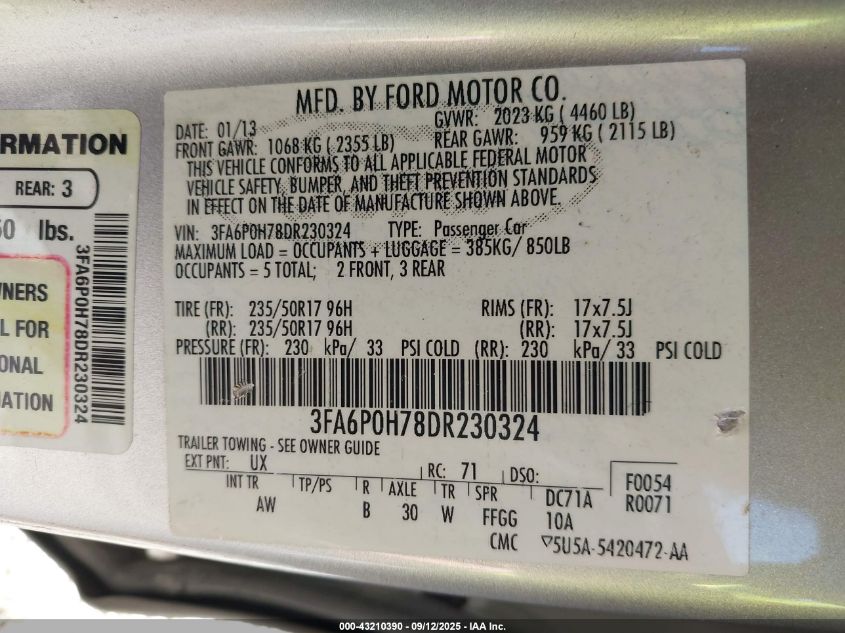 RMATION
REAR: 3
50 lbs.
3FA6P0H78DR230324
WNERS
L FOR
ONAL
MATION
MFD. BY FORD MOTOR CO.
DATE: 01/13 GVWR: 2023 KG ( 4460 LB)
FRONT GAWR: 1068 KG ( 2355 LB) REAR GAWR: 959 KG ( 2115 LB)
THIS VEHICLE CONFORMS TO ALL APPLICABLE FEDERAL MOTOR
VEHICLE SAFETY, BUMPER, AND THEFT PREVENTION STANDARDS
IN EFFECT ON THE DATE OF MANUFACTURE SHOWN ABOVE.
VIN: 3FA6P0H78DR230324 TYPE: Passenger Car
MAXIMUM LOAD = OCCUPANTS + LUGGAGE = 385KG/ 850LB
OCCUPANTS = 5 TOTAL; 2 FRONT, 3 REAR
TIRE (FR): 235/50R17 96H RIMS (FR): 17x7.5J
(RR): 235/50R17 96H (RR): 17x7.5J
PRESSURE (FR): 230 kPa/ 33 PSI COLD (RR): 230 kPa/ 33 PSI COLD
3FA6P0H78DR230324
TRAILER TOWING - SEE OWNER GUIDE
EXT PNT: UX RC: 71 DSO: F0054
INT TR TP/PS R AXLE TR SPR DC71A R0071
AW B 30 W FFGG 10A
CMC ▽5U5A-5420472-AA
000-43210390 - 09/12/2025 - IAA Inc.